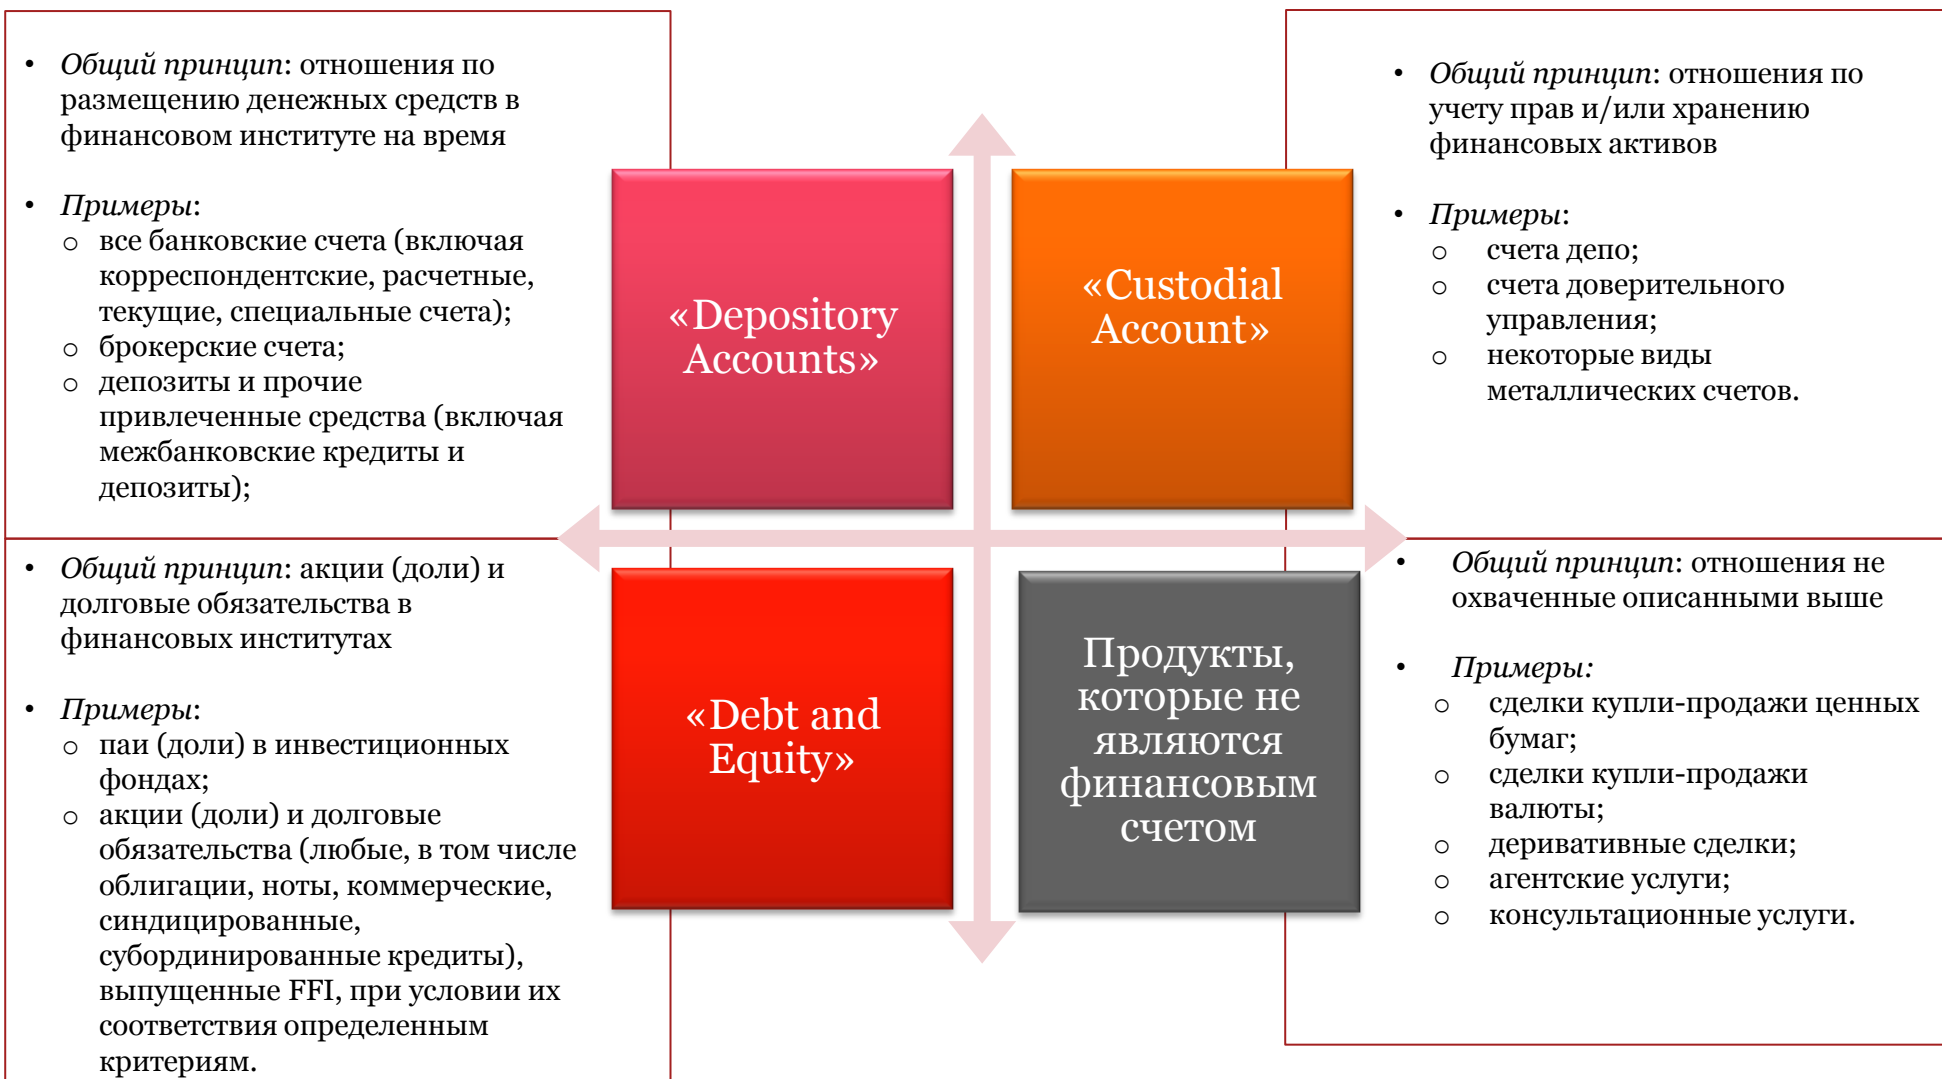 • Общий принцип: отношения по
размещению денежных средств в
финансовом институте на время
• Примеры:
o все банковские счета (включая
корреспондентские, расчетные,
текущие, специальные счета);
o брокерские счета;
o депозиты и прочие
привлеченные средства (включая
межбанковские кредиты и
депозиты);
«Depository
Accounts»
«Custodial
Account»
• Общий принцип: отношения по
учету прав и/или хранению
финансовых активов
• Примеры:
o счета депо;
o счета доверительного
управления;
o некоторые виды
металлических счетов.
• Общий принцип: акции (доли) и
долговые обязательства в
финансовых институтах
• Примеры:
o паи (доли) в инвестиционных
фондах;
o акции (доли) и долговые
обязательства (любые, в том числе
облигации, ноты, коммерческие,
синдицированные,
субординированные кредиты),
выпущенные FFI, при условии их
соответствия определенным
критериям.
«Debt and
Equity»
Продукты,
которые не
являются
финансовым
счетом
• Общий принцип: отношения не
охваченные описанными выше
• Примеры:
o сделки купли-продажи ценных
бумаг;
o сделки купли-продажи
валюты;
o деривативные сделки;
o агентские услуги;
o консультационные услуги.